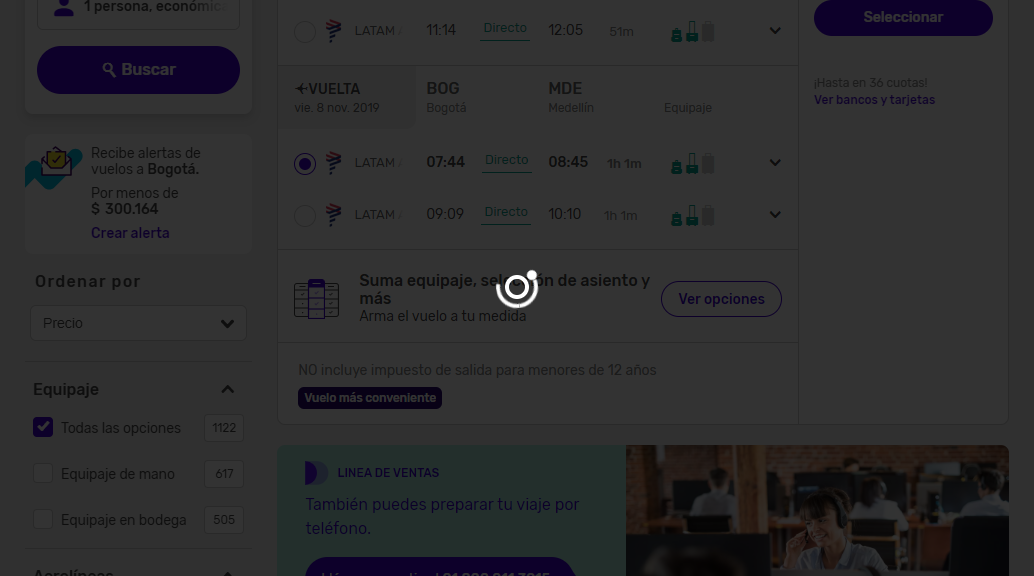 1 persona, económic
Buscar
Recibe alertas de
vuelos a Bogotá.
Por menos de
$ 300.164
Crear alerta
Ordenar por
Precio
Equipaje
Todas las opciones 1122
Equipaje de mano 617
Equipaje en bodega 505
Aerolíneas
LATAM 11:14 Directo 12:05 51m
VUELTA BOG MDE
vie. 8 nov. 2019 Bogotá Medellín Equipaje
LATAM 07:44 Directo 08:45 1h 1m
LATAM 09:09 Directo 10:10 1h 1m
Suma equipaje, selección de asiento y
más
Arma el vuelo a tu medida
Ver opciones
NO incluye impuesto de salida para menores de 12 años
Vuelo más conveniente
Seleccionar
¡Hasta en 36 cuotas!
Ver bancos y tarjetas
LINEA DE VENTAS
También puedes preparar tu viaje por
teléfono.